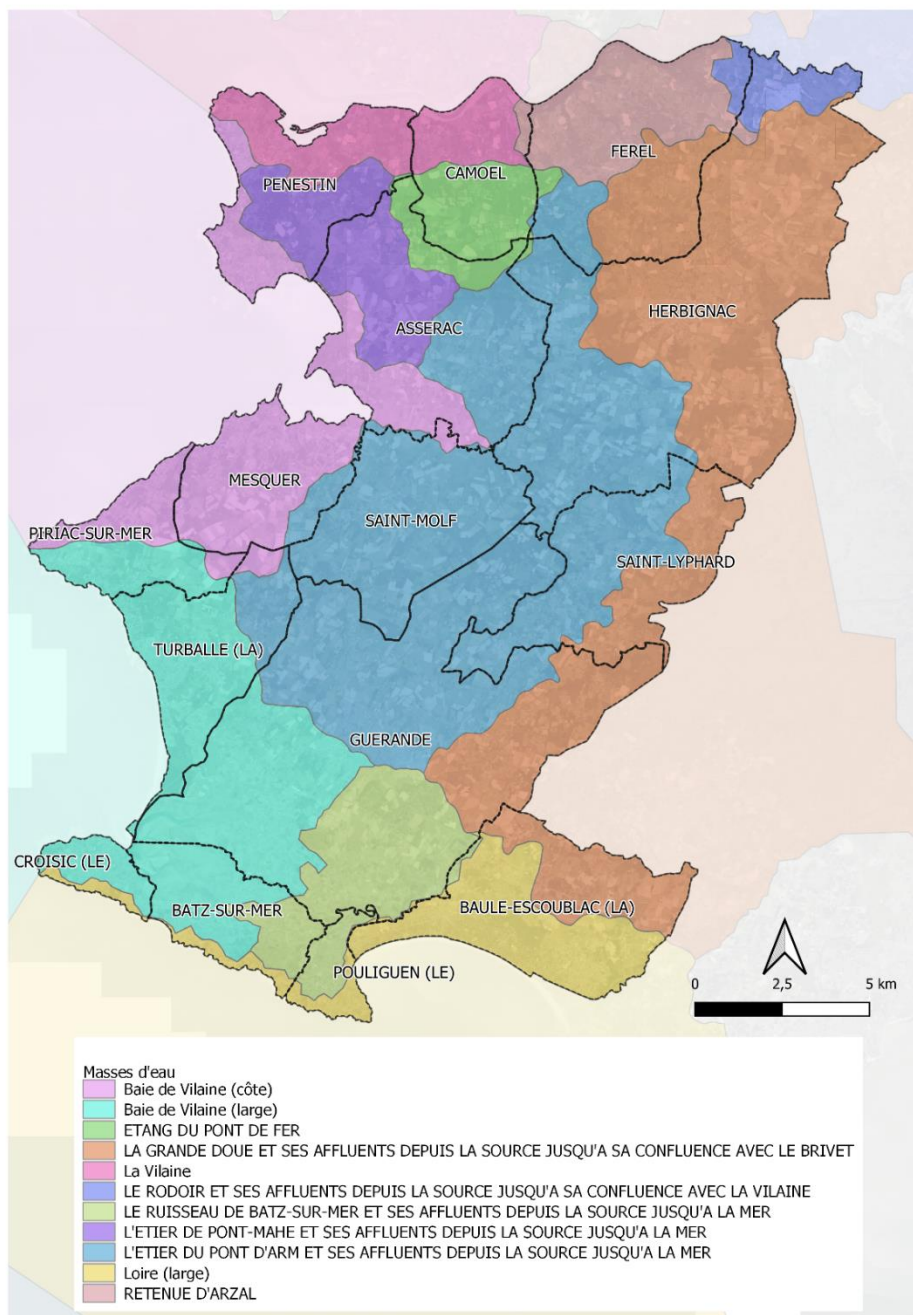 PENESTIN
CAMOEL
FEREL
HERBIGNAC
ASSERAC
MESQUER
SAINT-MOLF
PIRIAC-SUR-MER
SAINT-LYPHARD
TURBALLE (LA)
GUERANDE
CROISIC (LE)
BATZ-SUR-MER
BAULE-ESCOUBLAC (LA)
POULIGUEN (LE)
0 2,5 5 km
Masses d'eau
Baie de Vilaine (côte)
Baie de Vilaine (large)
ETANG DU PONT DE FER
LA GRANDE DOUE ET SES AFFLUENTS DEPUIS LA SOURCE JUSQU'A SA CONFLUENCE AVEC LE BRIVET
La Vilaine
LE RODOIR ET SES AFFLUENTS DEPUIS LA SOURCE JUSQU'A SA CONFLUENCE AVEC LA VILAINE
LE RUISSEAU DE BATZ-SUR-MER ET SES AFFLUENTS DEPUIS LA SOURCE JUSQU'A LA MER
L'ETIER DE PONT-MAHE ET SES AFFLUENTS DEPUIS LA SOURCE JUSQU'A LA MER
L'ETIER DU PONT D'ARM ET SES AFFLUENTS DEPUIS LA SOURCE JUSQU'A LA MER
Loire (large)
RETENUE D'ARZAL